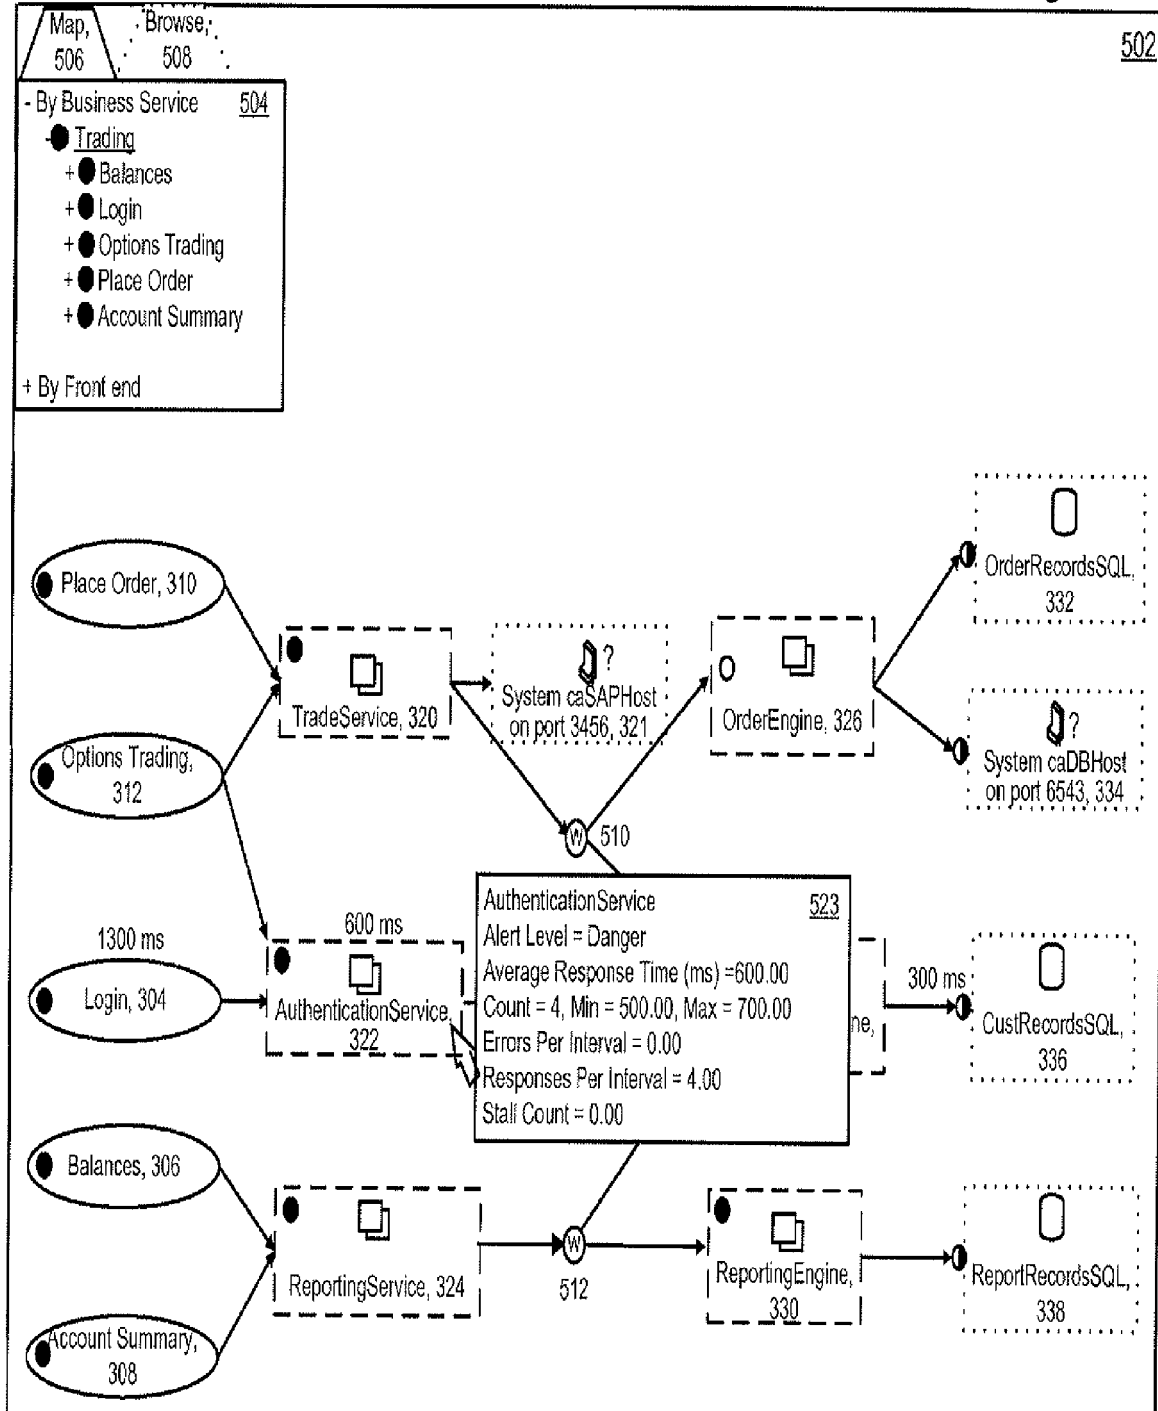 Map,
506
Browse,
508
502
- By Business Service
504
- Trading
+ Balances
+ Login
+ Options Trading
+ Place Order
+ Account Summary
+ By Front end
OrderRecordsSQL,
332
Place Order, 310
TradeService, 320
?
System caSAPHost
on port 3456, 321
OrderEngine, 326
?
System caDBHost
on port 6543, 334
Options Trading,
312
W
510
AuthenticationService
523
Alert Level = Danger
Average Response Time (ms) =600.00
Count = 4, Min = 500.00, Max = 700.00
Errors Per Interval = 0.00
Responses Per Interval = 4.00
Stall Count = 0.00
1300 ms
Login, 304
600 ms
AuthenticationService,
322
ne,
300 ms
CustRecordsSQL,
336
Balances, 306
ReportingService, 324
W
512
ReportingEngine,
330
ReportRecordsSQL,
338
Account Summary,
308